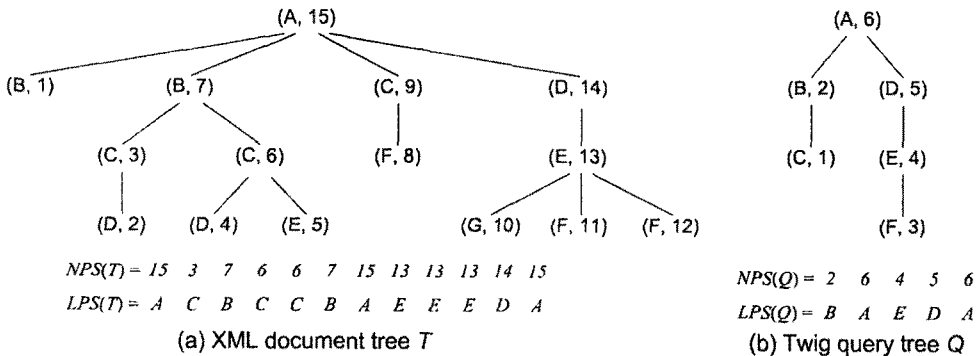 (A, 15) (A, 6)
(B, 1) (B, 7) (C, 9) (D, 14) (B, 2) (D, 5)
(C, 3) (C, 6) (F, 8) (E, 13) (C, 1) (E, 4)
(D, 2) (D, 4) (E, 5) (G, 10) (F, 11) (F, 12) (F, 3)
NPS(T) = 15 3 7 6 6 7 15 13 13 13 14 15
LPS(T) = A C B C C B A E E E D A
(a) XML document tree T
NPS(Q) = 2 6 4 5 6
LPS(Q) = B A E D A
(b) Twig query tree Q